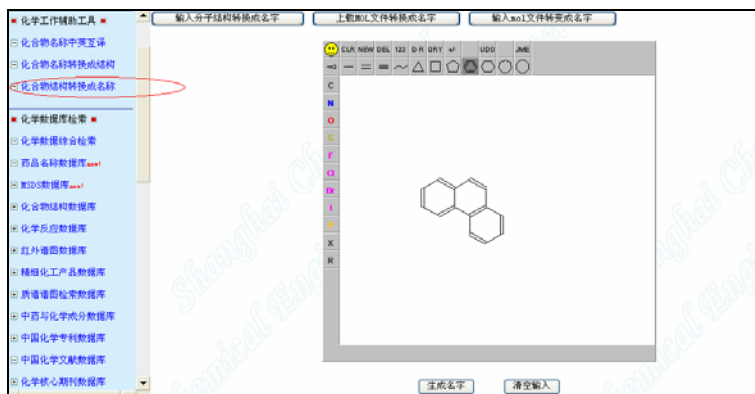 ■ 化学工作辅助工具 ■
化合物名称中英互译
化合物名称转换成结构
化合物结构转换成名称
■ 化学数据库检索 ■
化学数据综合检索
药品名称数据库new!
MSDS数据库new!
化合物结构数据库
化学反应数据库
红外谱图数据库
精细化工产品数据库
质谱谱图检索数据库
中药与化学成分数据库
中国化学专利数据库
中国化学文献数据库
化学核心期刊数据库
输入分子结构转换成名字 上载MOL文件转换成名字 输入mol文件转变成名字
CLR NEW DEL 123 D-R QRY +/- UDO JME
C
N
O
S
F
Cl
Br
I
P
X
R
生成名字 清空输入
Shanghai Che
Chemical Eng